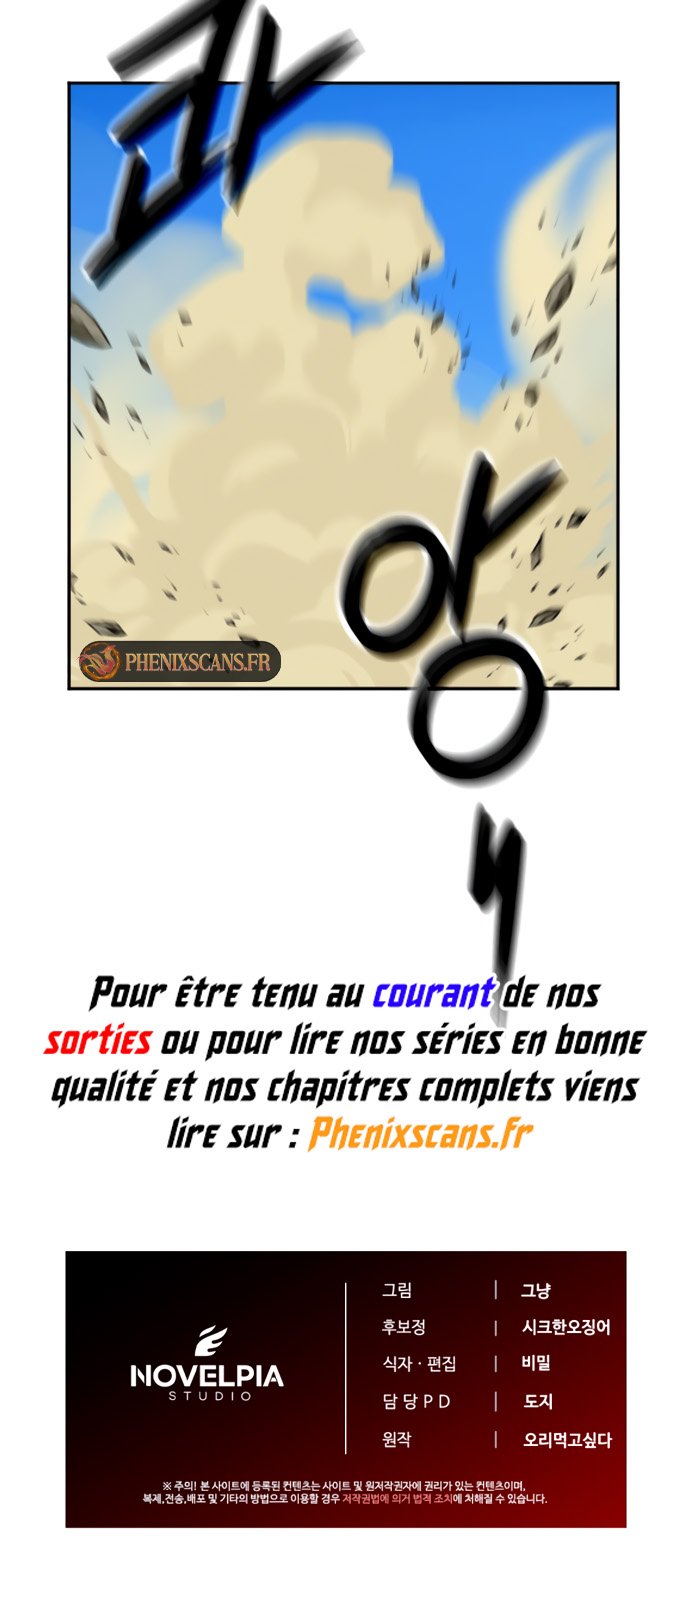 콰
PHENIXSCANS.FR
앙
Pour être tenu au courant de nos
sorties ou pour lire nos séries en bonne
qualité et nos chapitres complets viens
lire sur : Phenixscans.fr
NOVELPIA
STUDIO
그림 | 그냥
후보정 | 시크한오징어
식자 · 편집 | 비밀
담당PD | 도지
원작 | 오리먹고싶다
※ 주의! 본 사이트에 등록된 컨텐츠는 사이트 및 원저작권자에 권리가 있는 컨텐츠이며,
복제,전송,배포 및 기타의 방법으로 이용할 경우 저작권법에 의거 법적 조치에 처해질 수 있습니다.